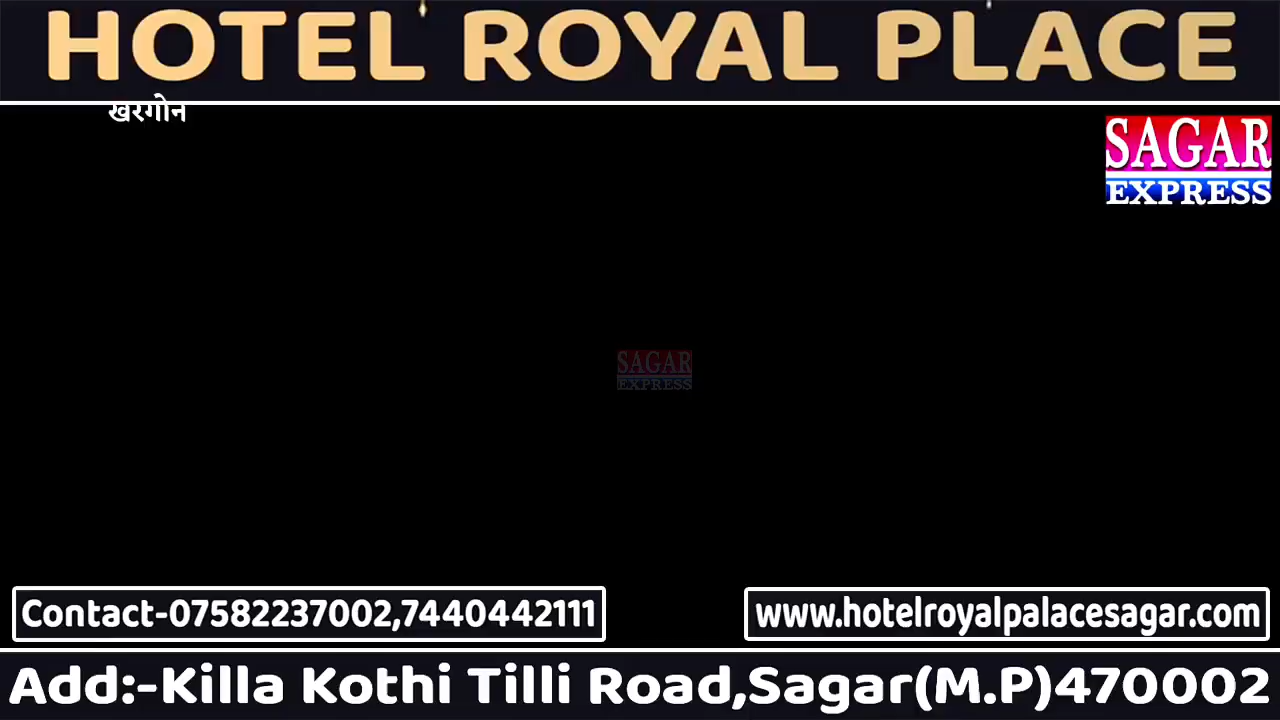 HOTEL ROYAL PLACE
खरगोन
SAGAR
EXPRESS
SAGAR
EXPRESS
Contact-07582237002,7440442111
www.hotelroyalpalacesagar.com
Add:-Killa Kothi Tilli Road,Sagar(M.P)470002